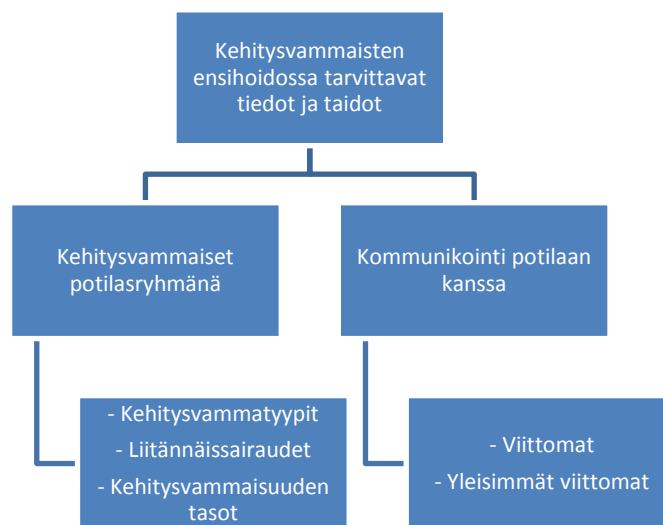 Kehitysvammaisten
ensihoidossa tarvittavat
tiedot ja taidot
Kehitysvammaiset
potilasryhmänä
Kommunikointi potilaan
kanssa
- Kehitysvammatyypit
- Liitännäissairaudet
- Kehitysvammaisuuden
tasot
- Viittomat
- Yleisimmät viittomat